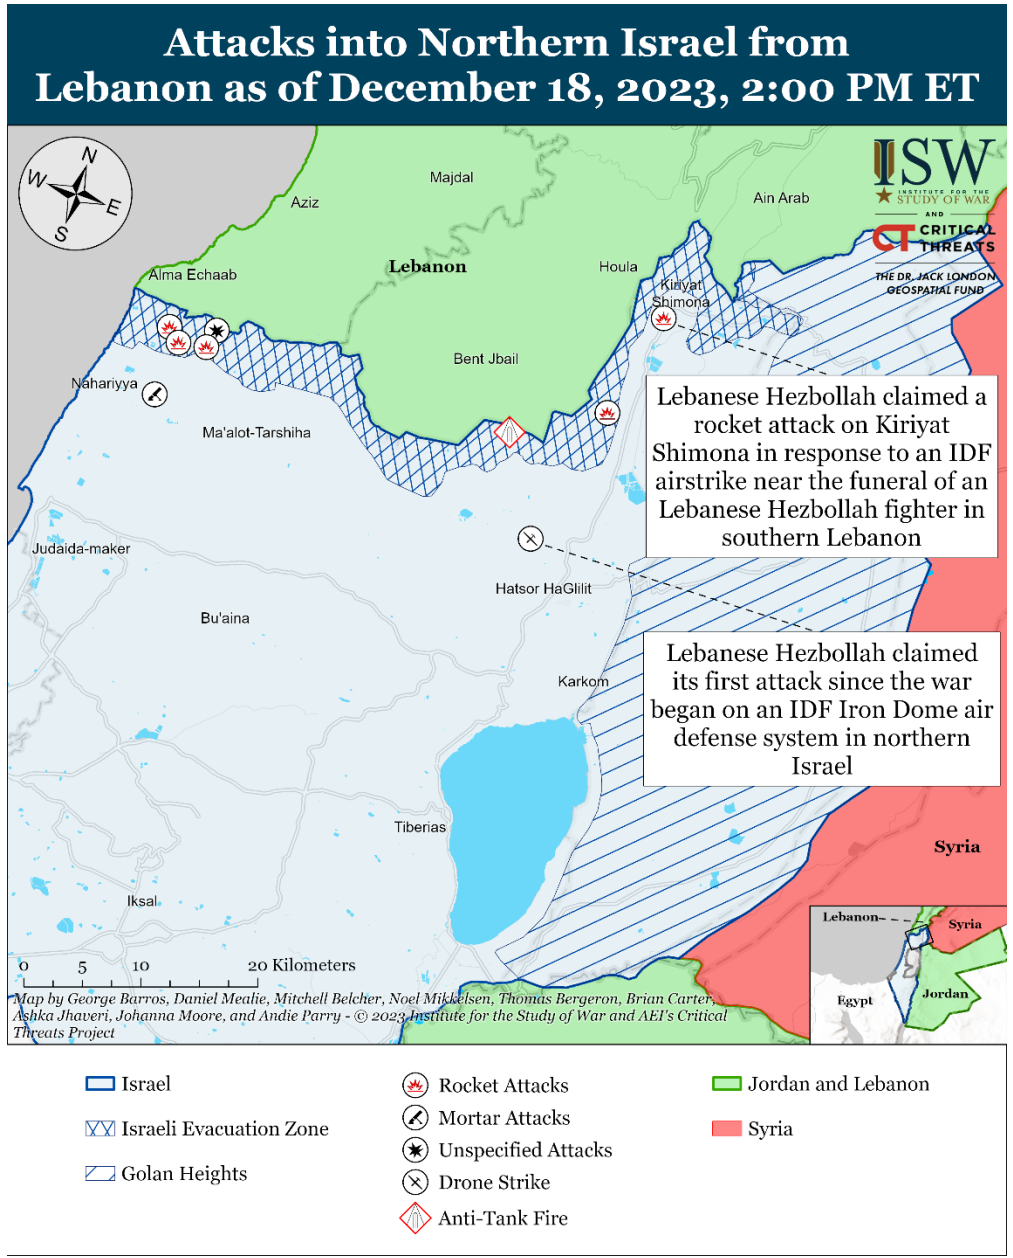 Attacks into Northern Israel from
Lebanon as of December 18, 2023, 2:00 PM ET
N
W
E
S
ISW
INSTITUTE FOR THE
STUDY OF WAR
AND
CT CRITICAL
THREATS
THE DR. JACK LONDON
GEOSPATIAL FUND
Majdal
Aziz
Ain Arab
Alma Echaab
Lebanon
Houla
Kiriyat
Shimona
Bent Jbail
Nahariyya
Ma'alot-Tarshiha
Lebanese Hezbollah claimed a
rocket attack on Kiriyat
Shimona in response to an IDF
airstrike near the funeral of an
Lebanese Hezbollah fighter in
southern Lebanon
Judaida-maker
Hatsor HaGlilit
Bu'aina
Karkom
Lebanese Hezbollah claimed
its first attack since the war
began on an IDF Iron Dome air
defense system in northern
Israel
Tiberias
Syria
Iksal
Lebanon
Syria
Egypt
Jordan
0 5 10 20 Kilometers
Map by George Barros, Daniel Mealie, Mitchell Belcher, Noel Mikkelsen, Thomas Bergeron, Brian Carter,
Ashka Jhaveri, Johanna Moore, and Andie Parry - © 2023 Institute for the Study of War and AEI's Critical
Threats Project
Israel
Israeli Evacuation Zone
Golan Heights
Rocket Attacks
Mortar Attacks
Unspecified Attacks
Drone Strike
Anti-Tank Fire
Jordan and Lebanon
Syria